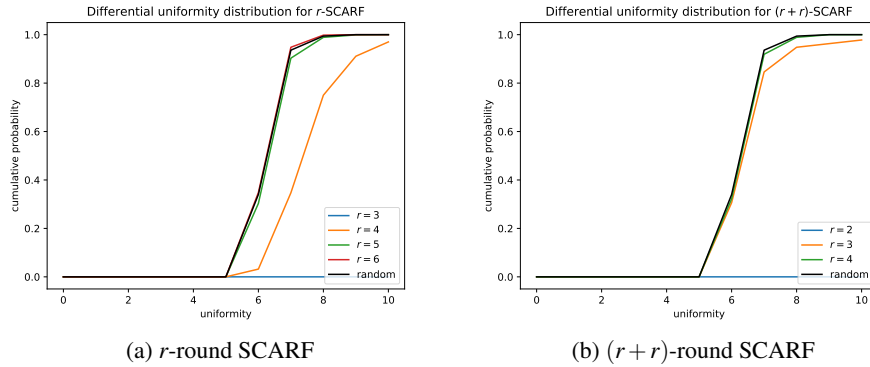 Differential uniformity distribution for r-SCARF
1.0
0.8
0.6
0.4
0.2
0.0
cumulative probability
r = 3
r = 4
r = 5
r = 6
random
0 2 4 6 8 10
uniformity
(a) r-round SCARF
Differential uniformity distribution for (r + r)-SCARF
1.0
0.8
0.6
0.4
0.2
0.0
cumulative probability
r = 2
r = 3
r = 4
random
0 2 4 6 8 10
uniformity
(b) (r + r)-round SCARF